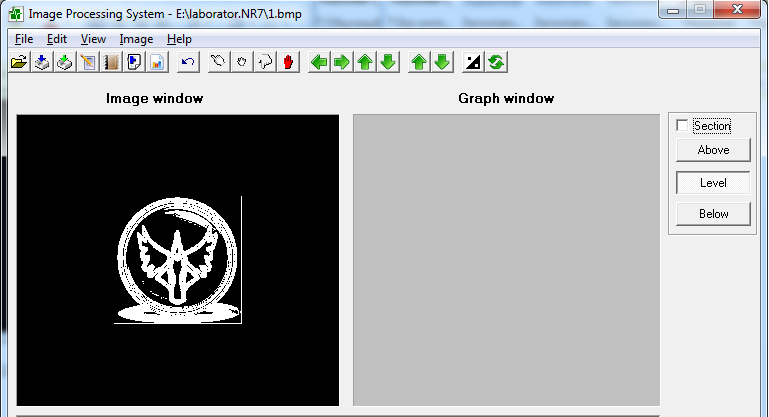 Image Processing System - E:\laborator.NR7\1.bmp
File Edit View Image Help
Image window Graph window
Section
Above
Level
Below